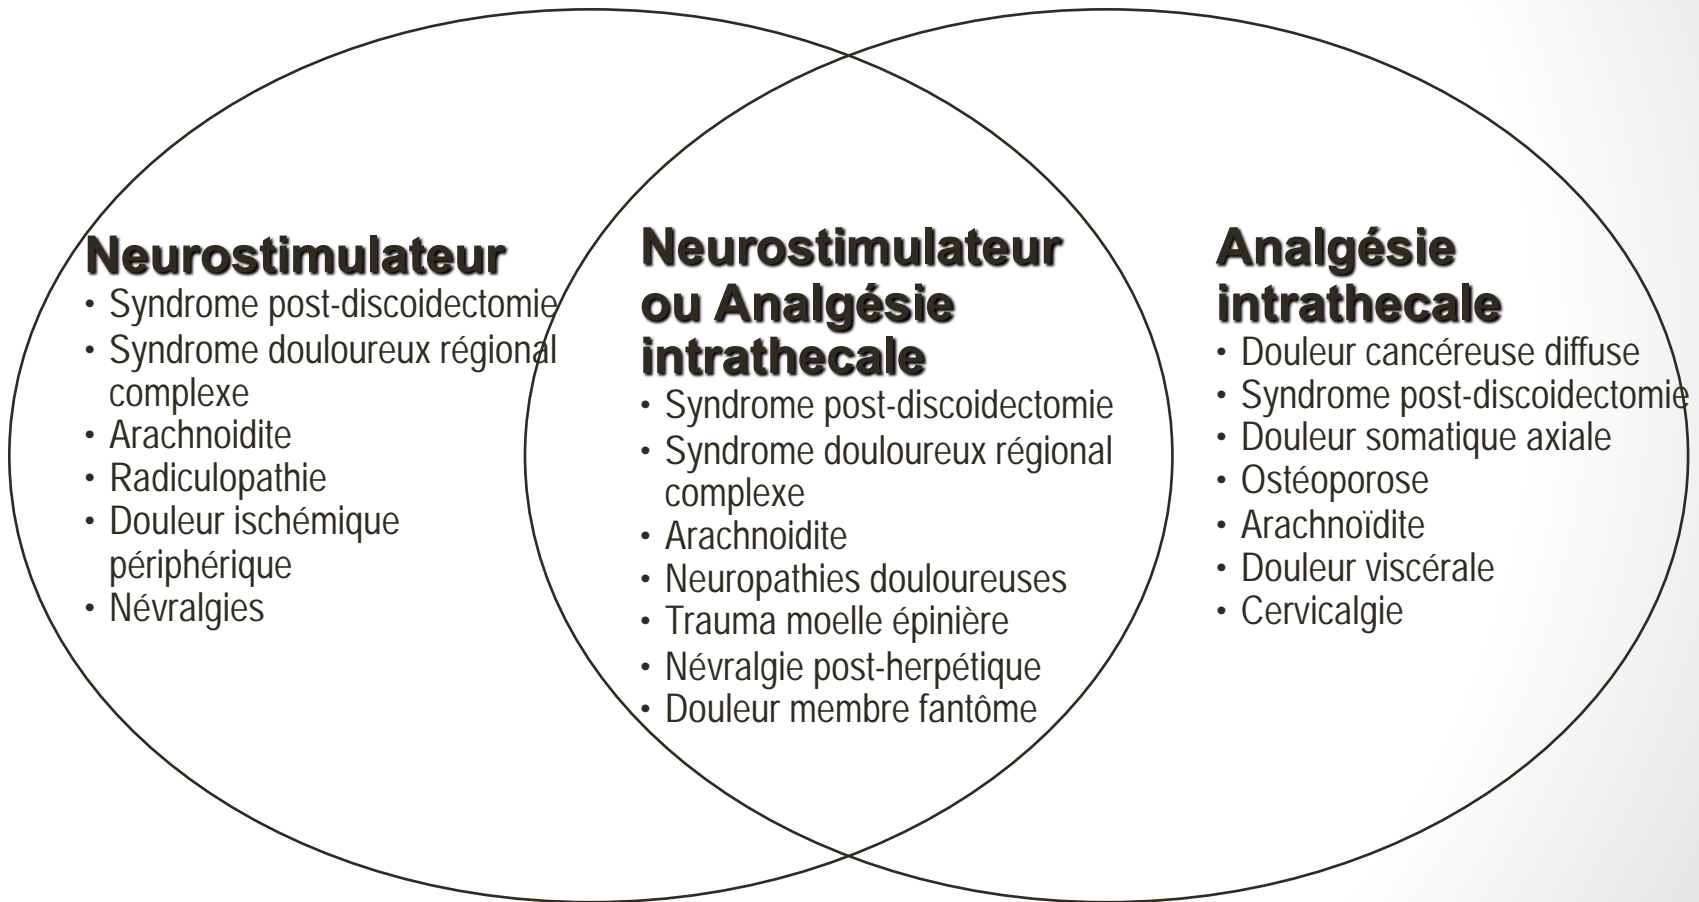 Neurostimulateur
• Syndrome post-discoidectomie
• Syndrome douloureux régional
complexe
• Arachnoidite
• Radiculopathie
• Douleur ischémique
périphérique
• Névralgies
Neurostimulateur
ou Analgésie
intrathecale
• Syndrome post-discoidectomie
• Syndrome douloureux régional
complexe
• Arachnoidite
• Neuropathies douloureuses
• Trauma moelle épinière
• Névralgie post-herpétique
• Douleur membre fantôme
Analgésie
intrathecale
• Douleur cancéreuse diffuse
• Syndrome post-discoidectomie
• Douleur somatique axiale
• Ostéoporose
• Arachnoïdite
• Douleur viscérale
• Cervicalgie